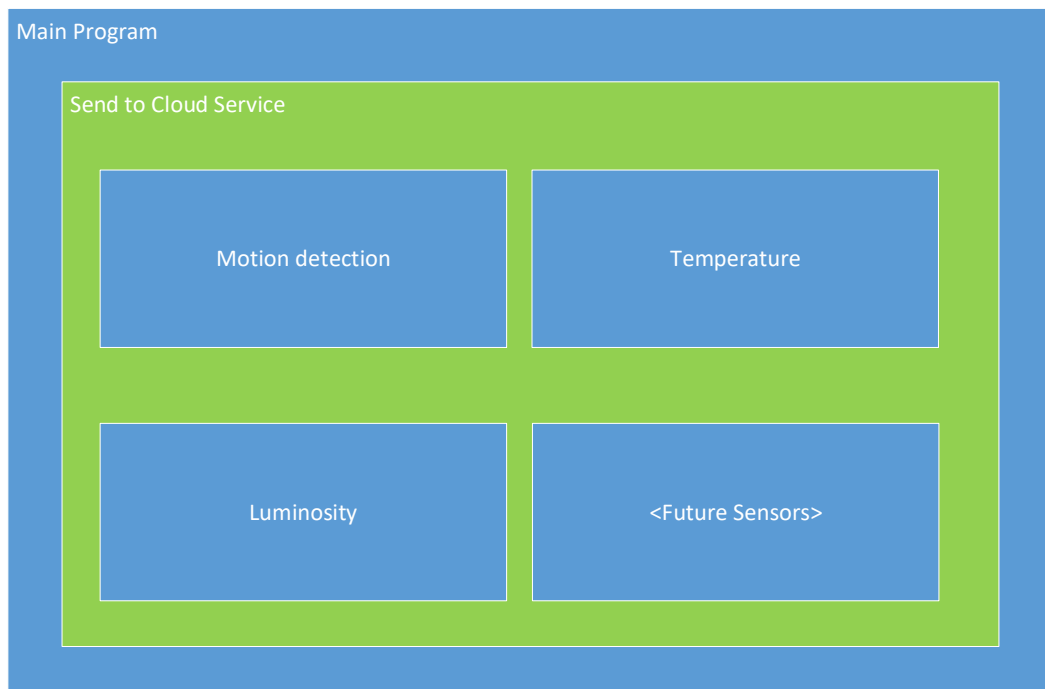 Main Program
Send to Cloud Service
Motion detection
Temperature
Luminosity
<Future Sensors>